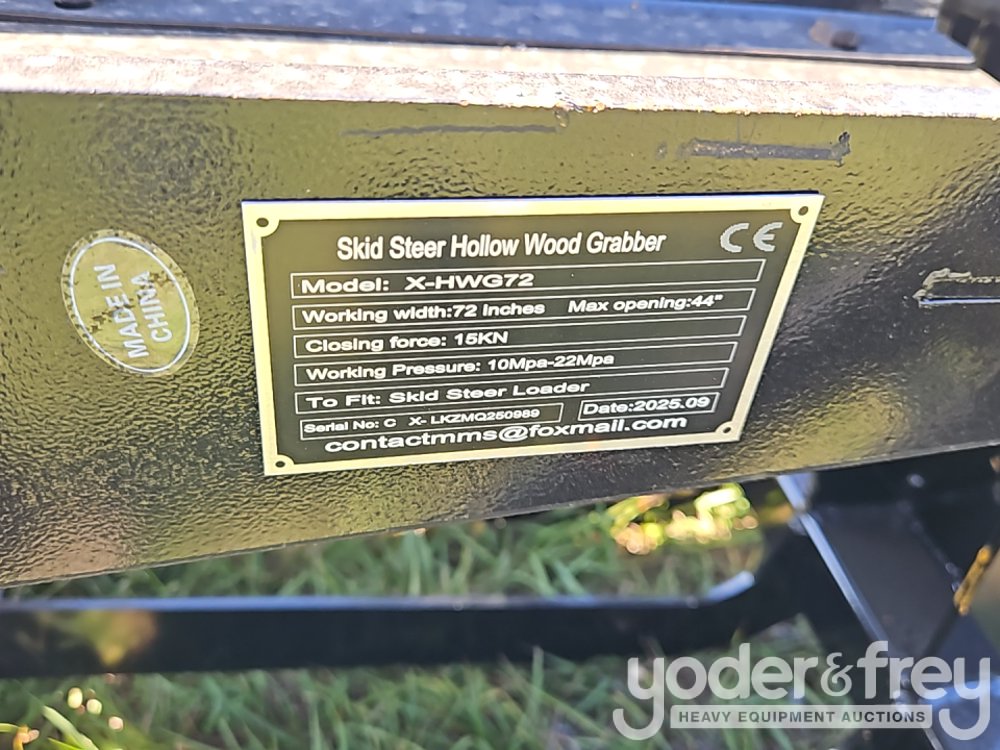 Skid Steer Hollow Wood Grabber
CE
Model: X-HWG72
Working width:72 inches Max opening:44"
Closing force: 15KN
Working Pressure: 10Mpa-22Mpa
To Fit: Skid Steer Loader
Serial No: C X- LKZMQ250989 Date:2025.09
contactmms@foxmail.com
MADE IN
CHINA
yoder&frey
HEAVY EQUIPMENT AUCTIONS